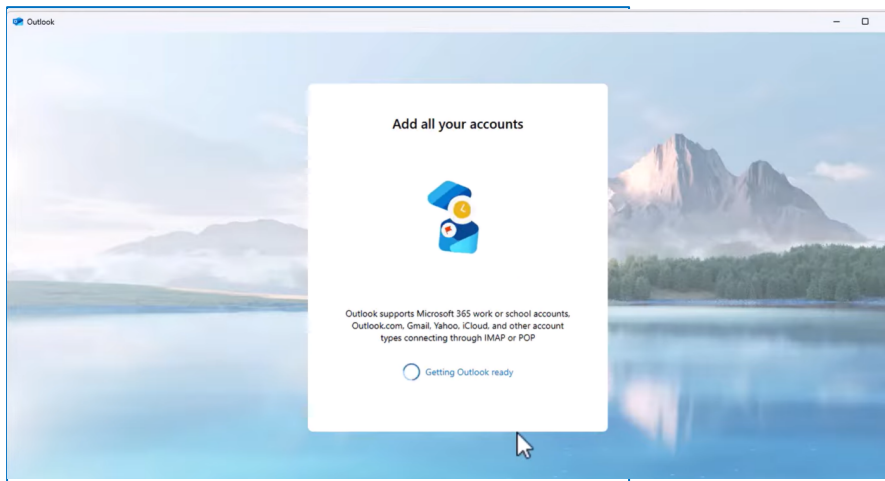 Outlook
Add all your accounts
Outlook supports Microsoft 365 work or school accounts,
Outlook.com, Gmail, Yahoo, iCloud, and other account
types connecting through IMAP or POP
Getting Outlook ready